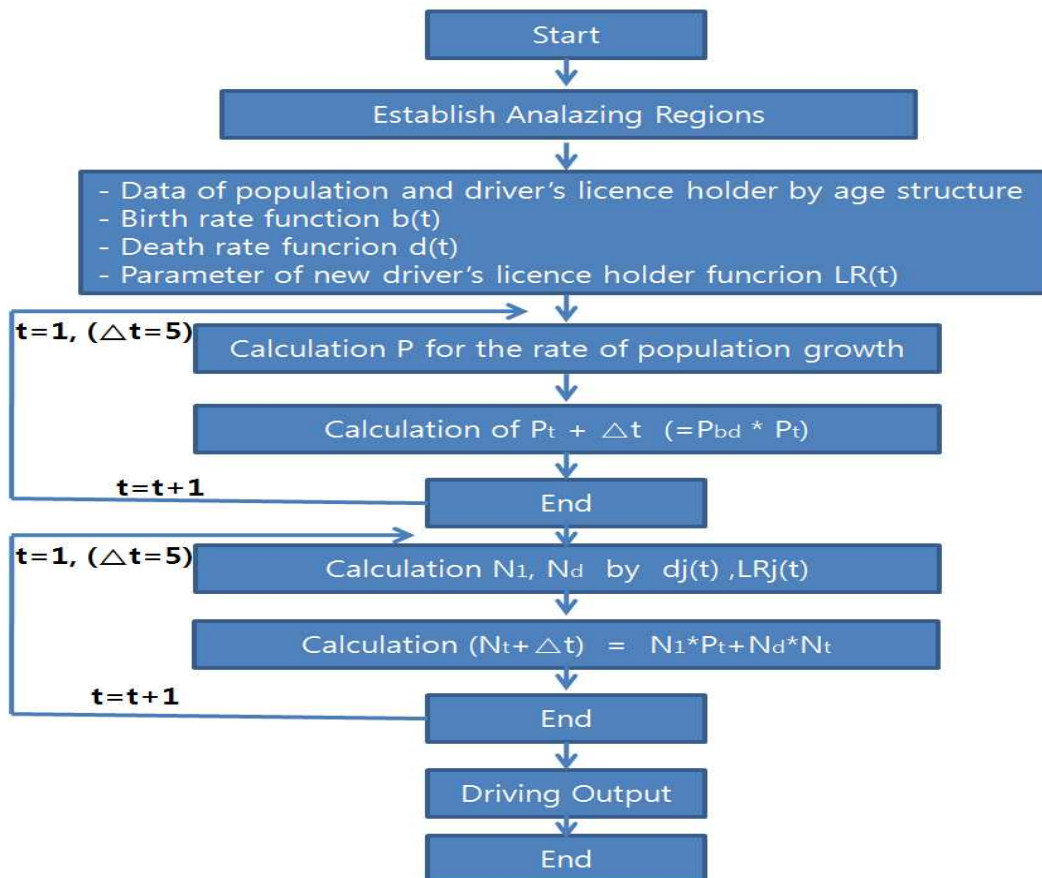 Start
Establish Analazing Regions
- Data of population and driver’s licence holder by age structure
- Birth rate function b(t)
- Death rate funcrion d(t)
- Parameter of new driver’s licence holder funcrion LR(t)
t=1, (△t=5)
Calculation P for the rate of population growth
Calculation of Pt + △t (=Pbd * Pt)
t=t+1
End
t=1, (△t=5)
Calculation N1, Nd by dj(t) ,LRj(t)
Calculation (Nt+△t) = N1*Pt+Nd*Nt
t=t+1
End
Driving Output
End